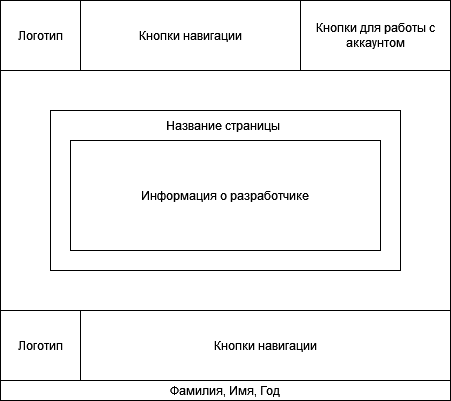 Логотип
Кнопки навигации
Кнопки для работы с
аккаунтом
Название страницы
Информация о разработчике
Логотип
Кнопки навигации
Фамилия, Имя, Год